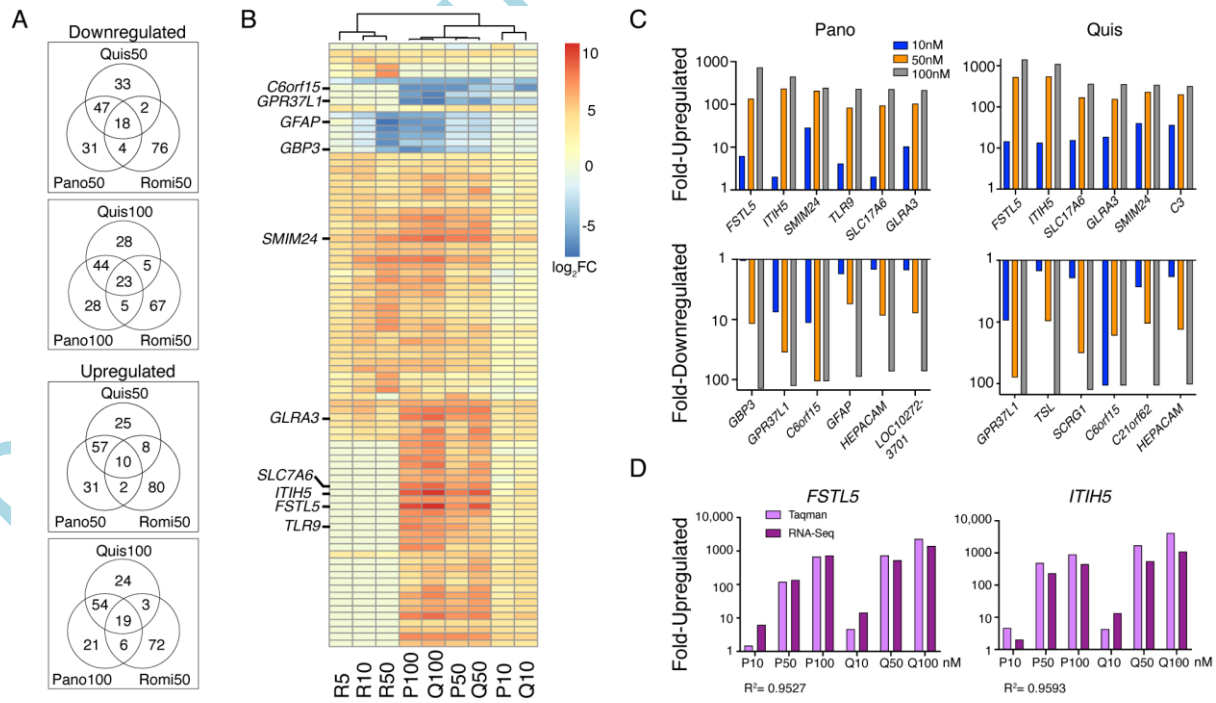 A
Downregulated
Quis50
33
47
2
18
31
4
76
Pano50
Romi50
Quis100
28
44
5
23
28
5
67
Pano100
Romi50
Upregulated
Quis50
25
57
8
10
31
2
80
Pano50
Romi50
Quis100
24
54
3
19
21
6
72
Pano100
Romi50
B
C6orf15
GPR37L1
GFAP
GBP3
SMIM24
GLRA3
SLC7A6
ITIH5
FSTL5
TLR9
R5
R10
R50
P100
Q100
P50
Q50
P10
Q10
10
5
0
-5
log2FC
C
Pano
Quis
10nM
50nM
100nM
Fold-Upregulated
1000
100
10
1
FSTL5
ITIH5
SMIM24
TLR9
SLC17A6
GLRA3
1000
100
10
1
FSTL5
ITIH5
SLC17A6
GLRA3
SMIM24
C3
Fold-Downregulated
1
10
100
GBP3
GPR37L1
C6orf15
GFAP
HEPACAM
LOC10272-
3701
1
10
100
GPR37L1
TSL
SCRG1
C6orf15
C21orf62
HEPACAM
D
FSTL5
ITIH5
Taqman
RNA-Seq
Fold-Upregulated
10,000
1000
100
10
1
P10 P50 P100 Q10 Q50 Q100 nM
R²= 0.9527
10,000
1000
100
10
1
P10 P50 P100 Q10 Q50 Q100 nM
R²= 0.9593